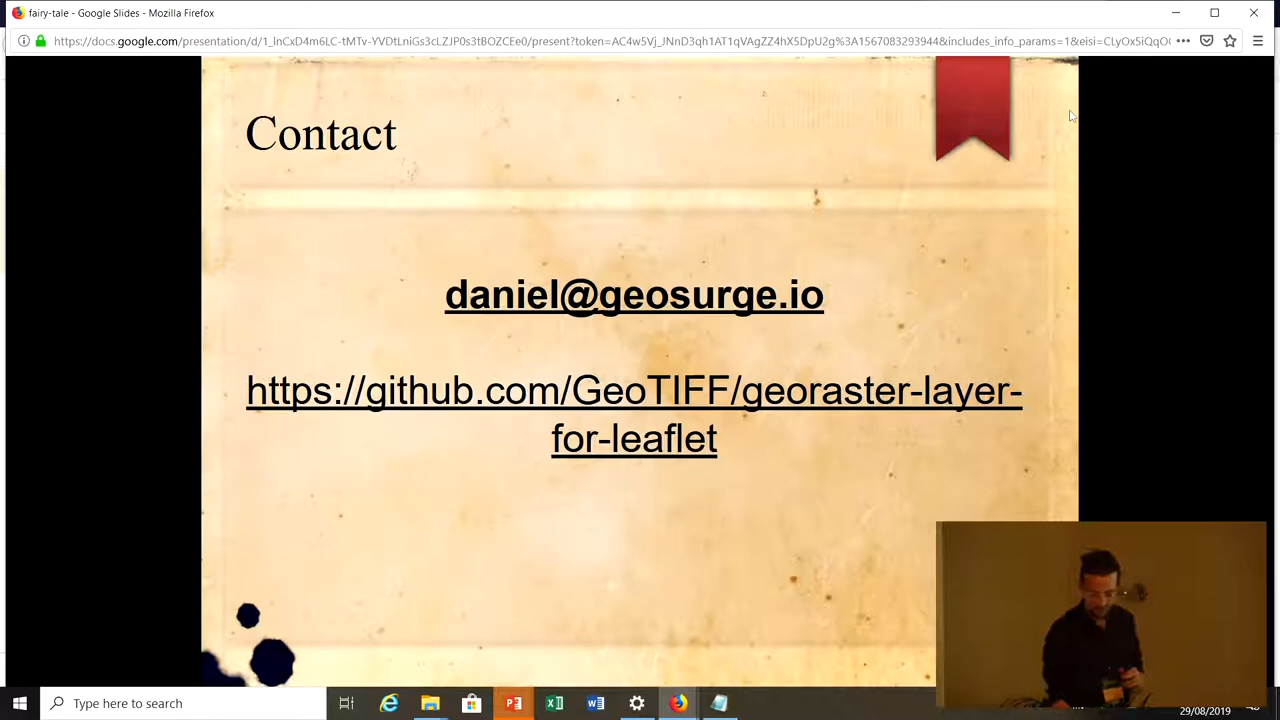 fairy-tale - Google Slides - Mozilla Firefox
Contact
daniel@geosurge.io
https://github.com/GeoTIFF/georaster-layer-
for-leaflet
Type here to search
29/08/2019